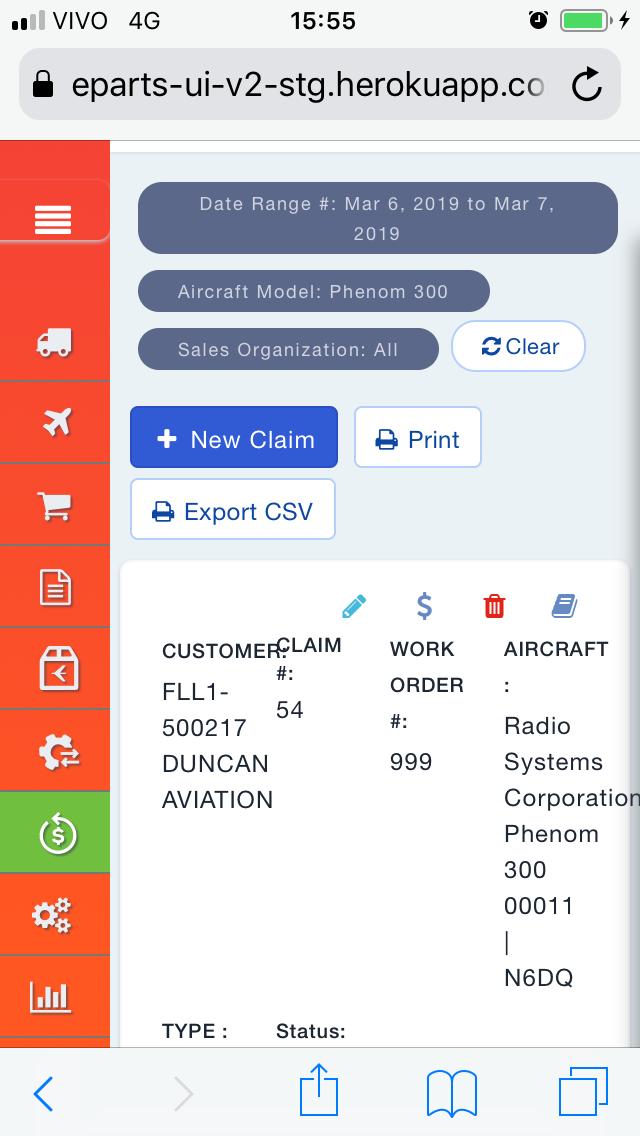 VIVO 4G 15:55
eparts-ui-v2-stg.herokuapp.co
Date Range #: Mar 6, 2019 to Mar 7,
2019
Aircraft Model: Phenom 300
Sales Organization: All
Clear
New Claim
Print
Export CSV
CUSTOMER:
FLL1-
500217
DUNCAN
AVIATION
CLAIM
#:
54
WORK
ORDER
#:
999
AIRCRAFT
:
Radio
Systems
Corporation
Phenom
300
00011
|
N6DQ
TYPE :
Status: